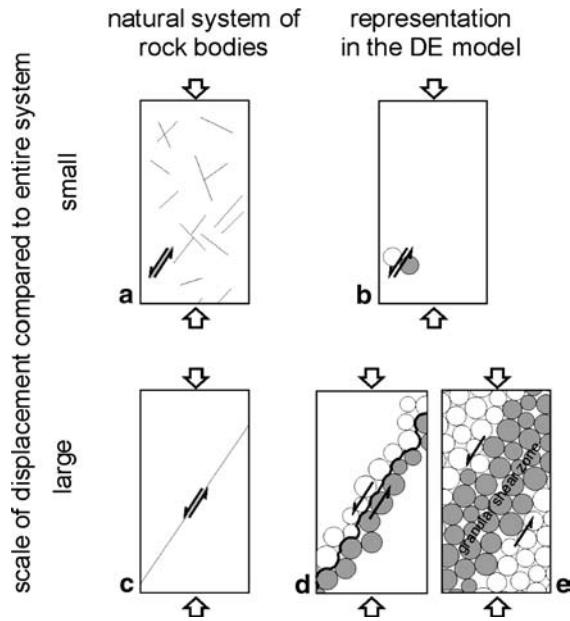 natural system of
rock bodies
representation
in the DE model
scale of displacement compared to entire system
small
a
b
large
c
d
granular shear zone
e